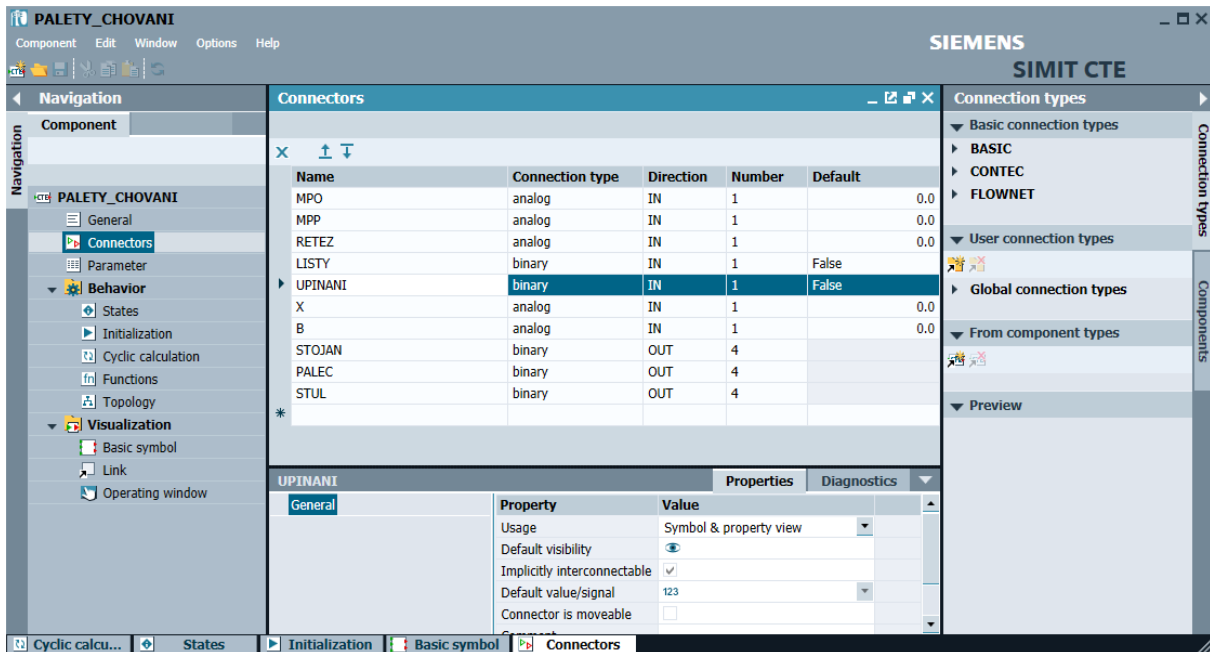 PALETY_CHOVANI
Component Edit Window Options Help
SIEMENS
SIMIT CTE
Navigation
Navigation
Component
PALETY_CHOVANI
General
Connectors
Parameter
Behavior
States
Initialization
Cyclic calculation
Functions
Topology
Visualization
Basic symbol
Link
Operating window
Connectors
Name Connection type Direction Number Default
MPO analog IN 1 0.0
MPP analog IN 1 0.0
RETEZ analog IN 1 0.0
LISTY binary IN 1 False
UPINANI binary IN 1 False
X analog IN 1 0.0
B analog IN 1 0.0
STOJAN binary OUT 4
PALEC binary OUT 4
STUL binary OUT 4
UPINANI Properties Diagnostics
General
Property Value
Usage Symbol & property view
Default visibility
Implicitly interconnectable
Default value/signal 123
Connector is moveable
Connection types
Basic connection types
BASIC
CONTEC
FLOWNET
User connection types
Global connection types
From component types
Preview
Connection types
Components
Cyclic calcu... States Initialization Basic symbol Connectors